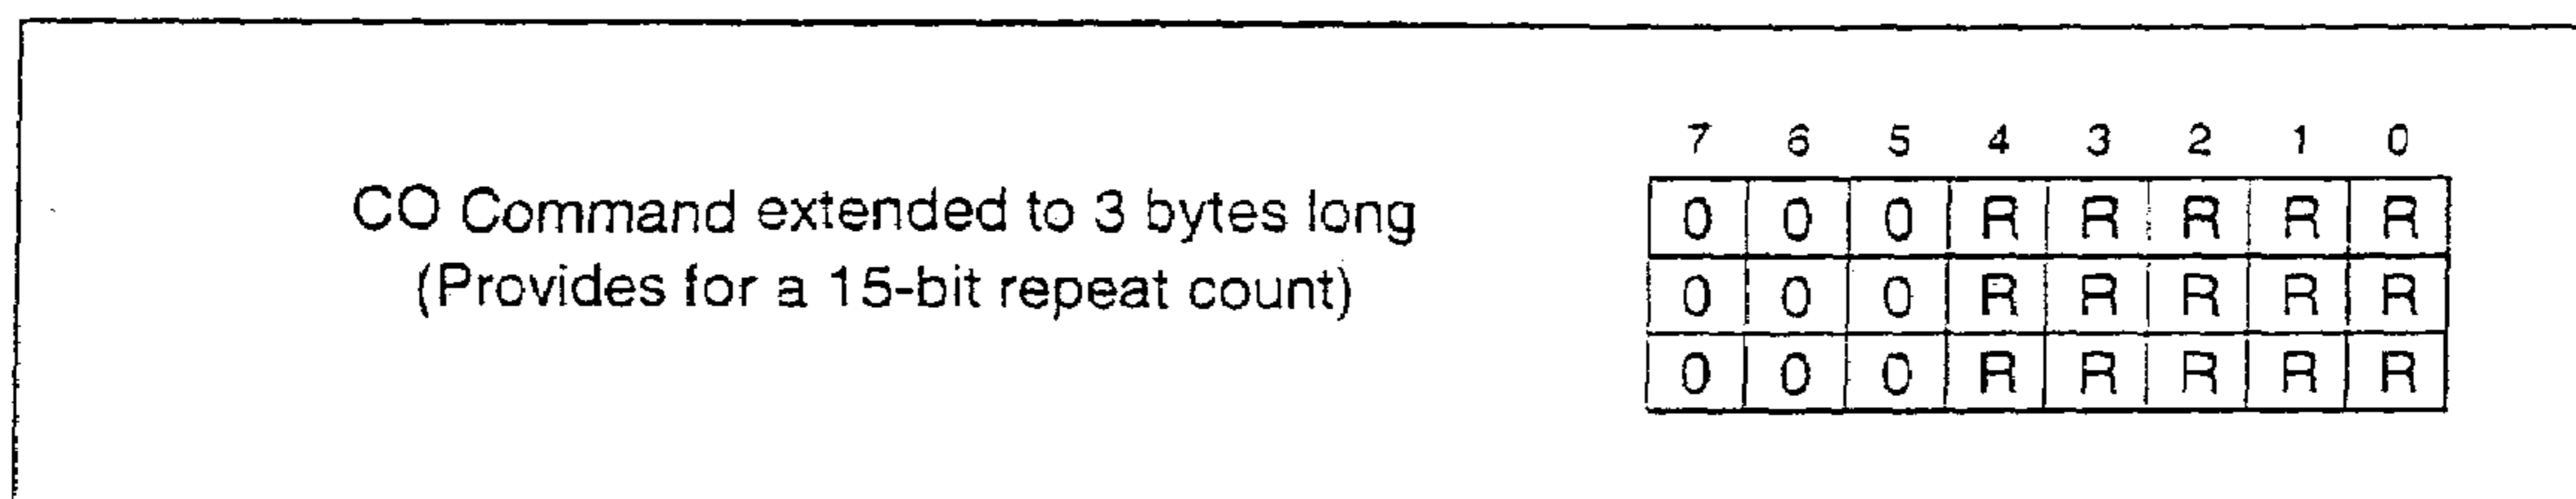 7 6 5 4 3 2 1 0
CO Command extended to 3 bytes long
0 0 0 R R R R R
(Provides for a 15-bit repeat count)
0 0 0 R R R R R
0 0 0 R R R R R